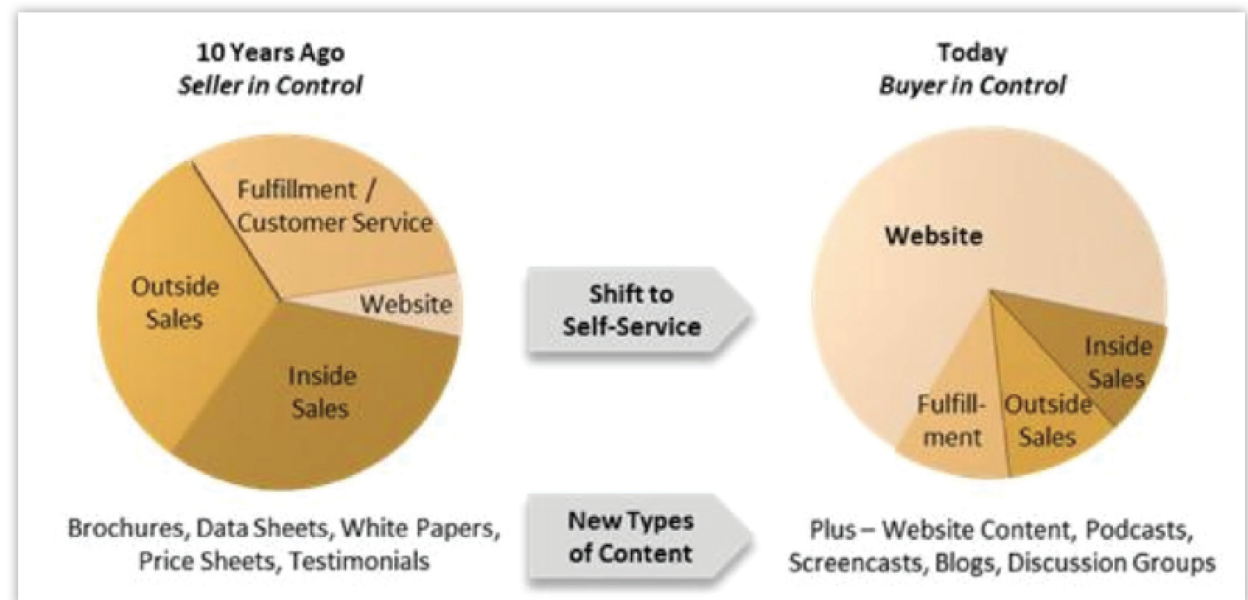 10 Years Ago
Seller in Control
Fulfillment /
Customer Service
Outside
Sales
Website
Inside
Sales
Brochures, Data Sheets, White Papers,
Price Sheets, Testimonials
Shift to
Self-Service
New Types
of Content
Today
Buyer in Control
Website
Inside
Sales
Fulfill-
ment
Outside
Sales
Plus – Website Content, Podcasts,
Screencasts, Blogs, Discussion Groups